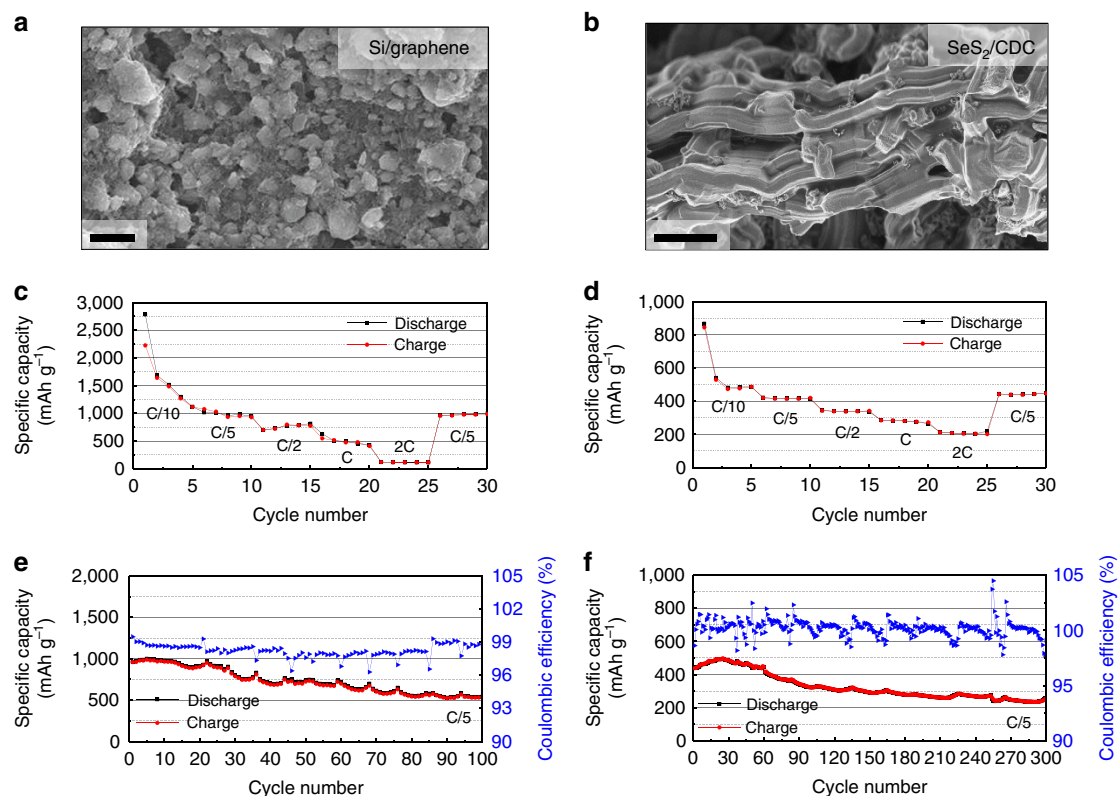 a
Si/graphene
b
SeS₂/CDC
c
Specific capacity
(mAh g⁻¹)
3,000
2,500
2,000
1,500
1,000
500
0
Discharge
Charge
C/10
C/5
C/2
C
2C
C/5
0 5 10 15 20 25 30
Cycle number
d
Specific capacity
(mAh g⁻¹)
1,000
800
600
400
200
0
Discharge
Charge
C/10
C/5
C/2
C
2C
C/5
0 5 10 15 20 25 30
Cycle number
e
Specific capacity
(mAh g⁻¹)
2,000
1,500
1,000
500
0
Discharge
Charge
C/5
105
102
99
96
93
90
Coulombic efficiency (%)
0 10 20 30 40 50 60 70 80 90 100
Cycle number
f
Specific capacity
(mAh g⁻¹)
1,000
800
600
400
200
0
Discharge
Charge
C/5
105
100
95
90
Coulombic efficiency (%)
0 30 60 90 120 150 180 210 240 270 300
Cycle number